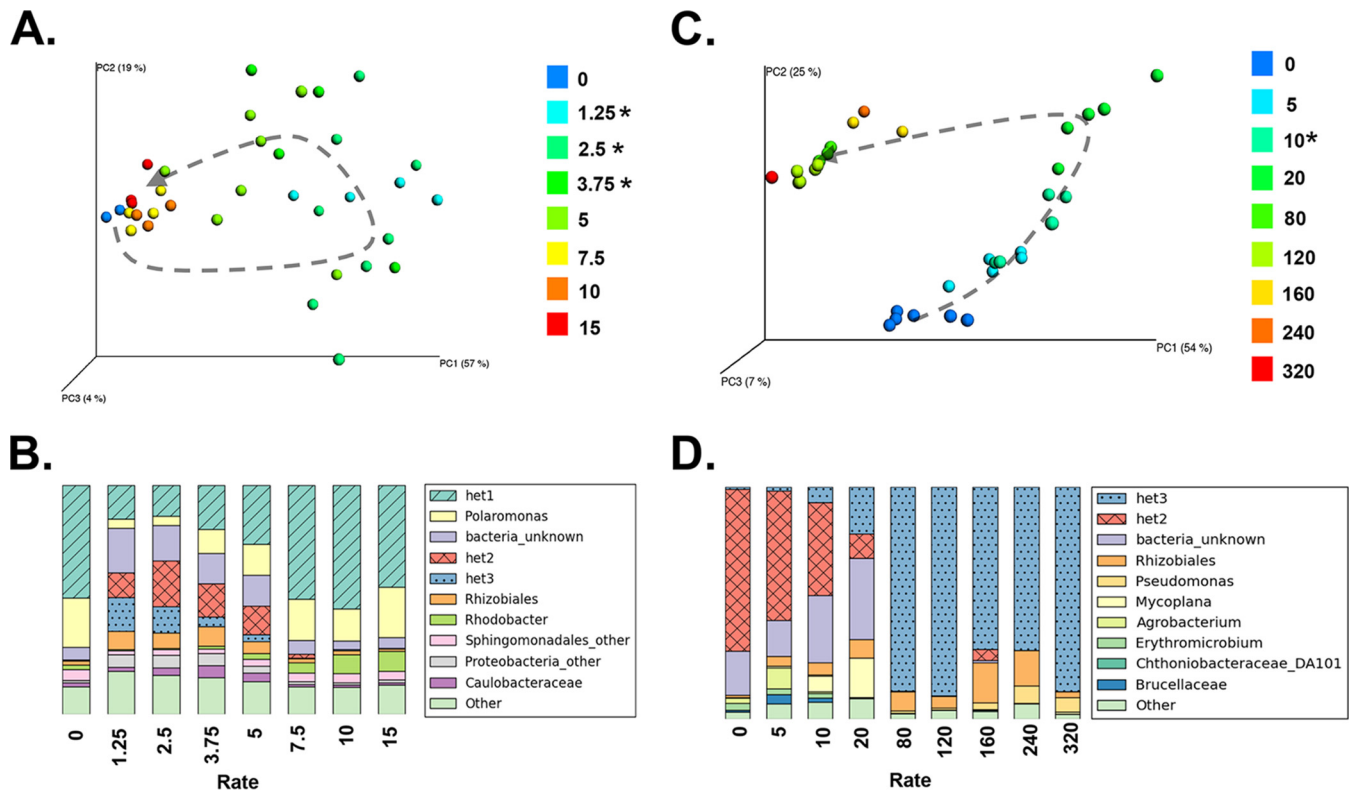 A.
PC2 (19 %)
PC1 (57 %)
PC3 (4 %)
0
1.25 *
2.5 *
3.75 *
5
7.5
10
15
C.
PC2 (25 %)
PC1 (54 %)
PC3 (7 %)
0
5
10*
20
80
120
160
240
320
B.
het1
Polaromonas
bacteria_unknown
het2
het3
Rhizobiales
Rhodobacter
Sphingomonadales_other
Proteobacteria_other
Caulobacteraceae
Other
0 1.25 2.5 3.75 5 7.5 10 15
Rate
D.
het3
het2
bacteria_unknown
Rhizobiales
Pseudomonas
Mycoplana
Agrobacterium
Erythromicrobium
Chthoniobacteraceae_DA101
Brucellaceae
Other
0 5 10 20 80 120 160 240 320
Rate